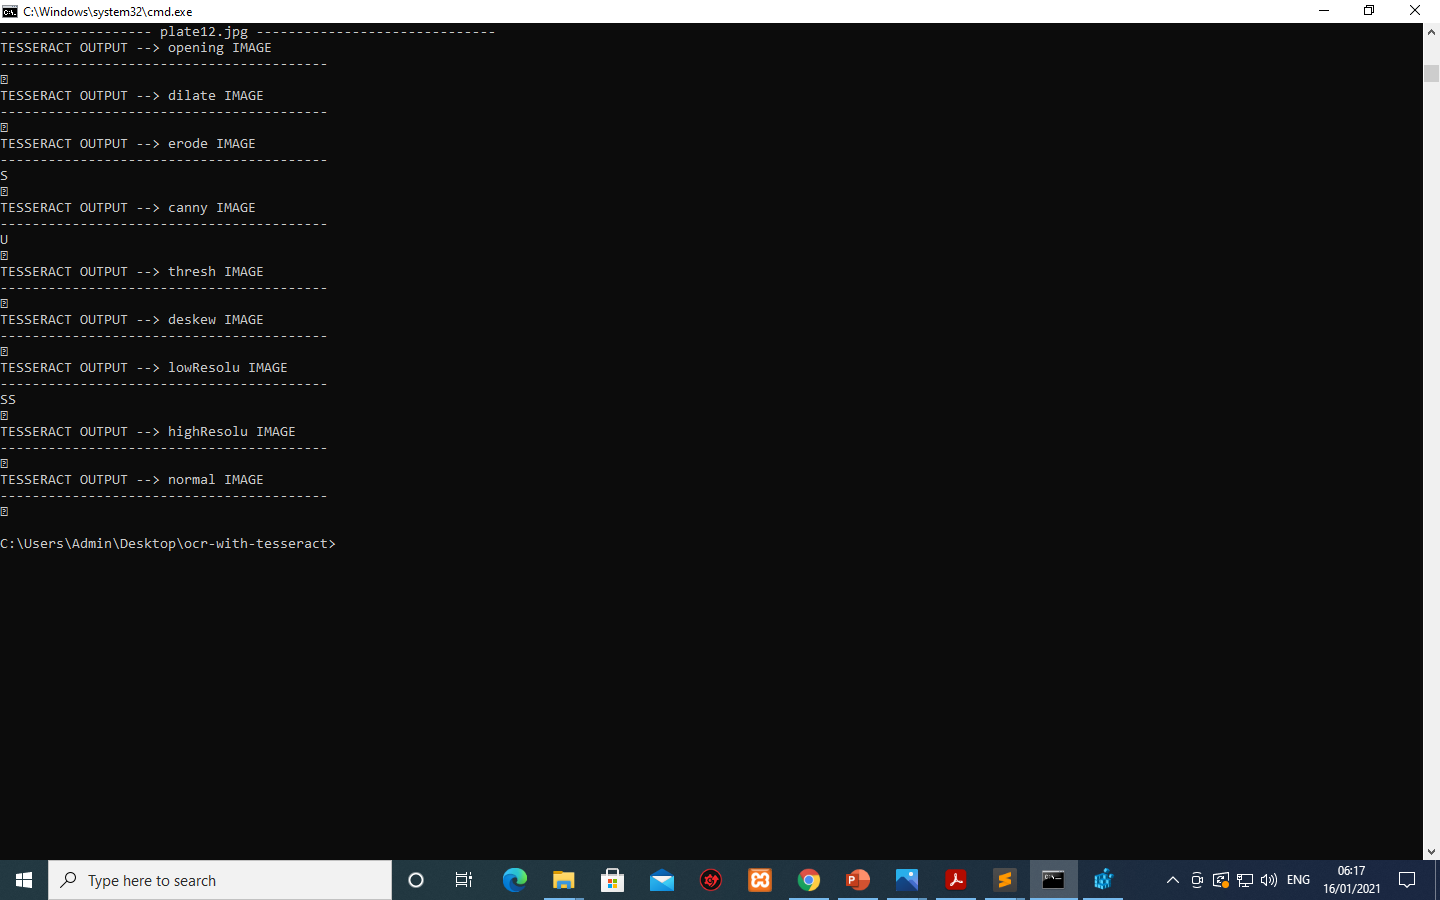 C:\Windows\system32\cmd.exe
------------------- plate12.jpg ------------------------------
TESSERACT OUTPUT --> opening IMAGE
-----------------------------------------
TESSERACT OUTPUT --> dilate IMAGE
-----------------------------------------
TESSERACT OUTPUT --> erode IMAGE
-----------------------------------------
S
TESSERACT OUTPUT --> canny IMAGE
-----------------------------------------
U
TESSERACT OUTPUT --> thresh IMAGE
-----------------------------------------
TESSERACT OUTPUT --> deskew IMAGE
-----------------------------------------
TESSERACT OUTPUT --> lowResolu IMAGE
-----------------------------------------
SS
TESSERACT OUTPUT --> highResolu IMAGE
-----------------------------------------
TESSERACT OUTPUT --> normal IMAGE
-----------------------------------------
C:\Users\Admin\Desktop\ocr-with-tesseract>
Type here to search
ENG
06:17
16/01/2021